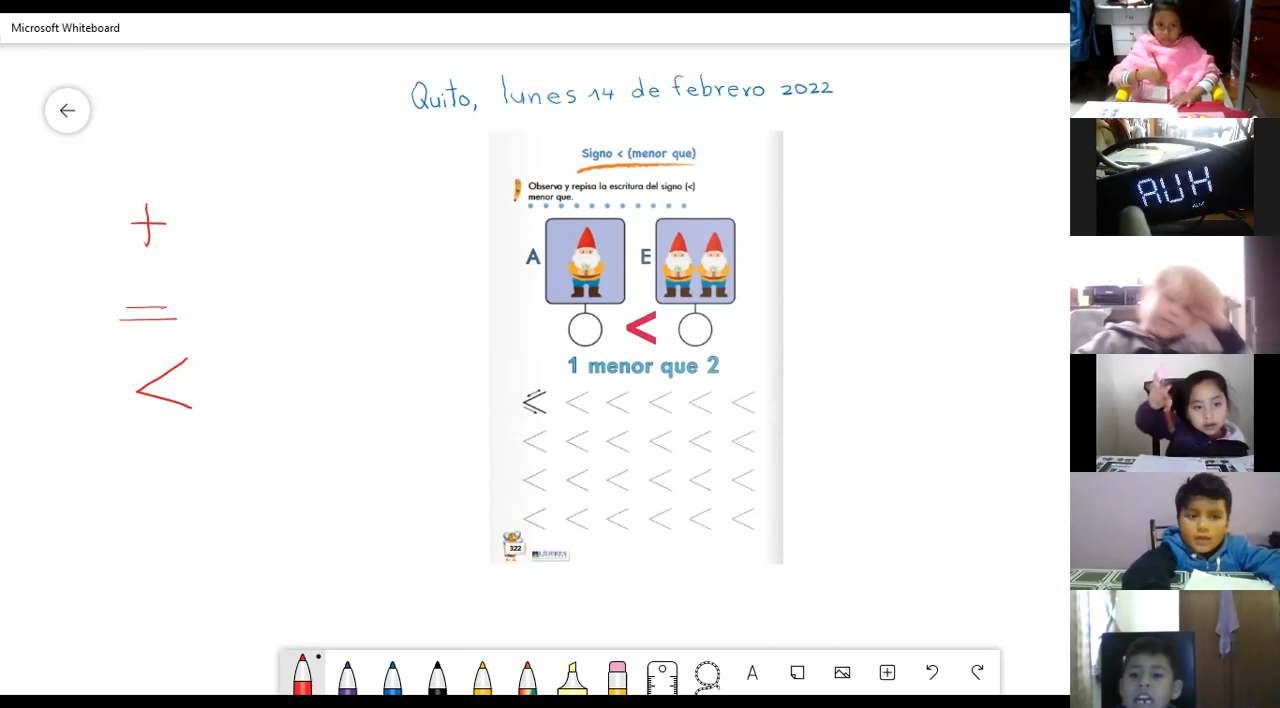 Microsoft Whiteboard
Quito, lunes 14 de febrero 2022
Signo < (menor que)
Observa y repisa la escritura del signo (<)
menor que.
A
E
<
1 menor que 2
< < < < < <
< < < < < <
< < < < < <
< < < < < <
322
LÍDERES
+
=
<
AUH
A